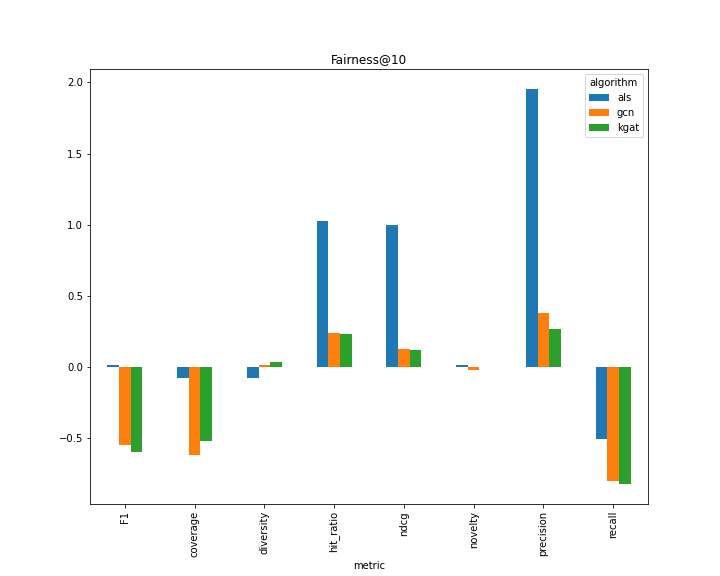 Fairness@10
algorithm
als
gcn
kgat
2.0
1.5
1.0
0.5
0.0
−0.5
F1
coverage
diversity
hit_ratio
ndcg
novelty
precision
recall
metric